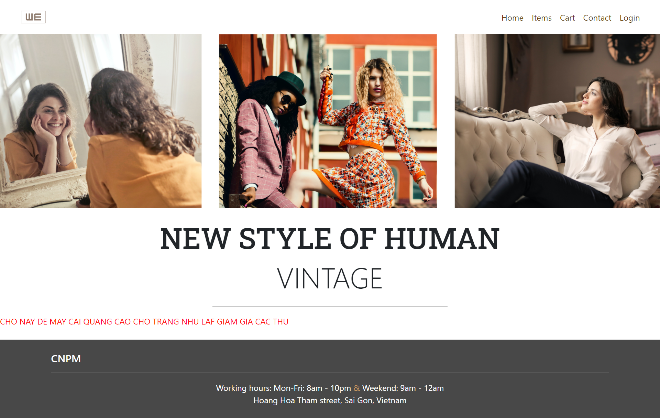 WE
Home Items Cart Contact Login
NEW STYLE OF HUMAN
VINTAGE
CHO NAY DE MAY CAI QUANG CAO CHO TRANG NHU LAF GIAM GIA CAC THU
CNPM
Working hours: Mon-Fri: 8am - 10pm & Weekend: 9am - 12am
Hoang Hoa Tham street, Sai Gon, Vietnam